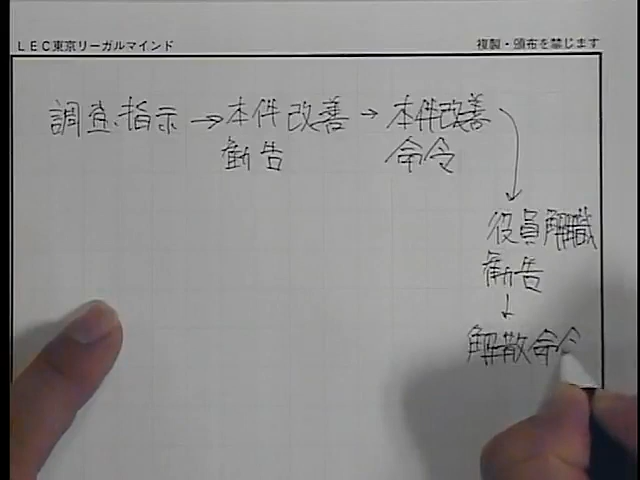 LEC東京リーガルマインド 複製・頒布を禁じます
調査・指示→本件改善→本件改善
勧告 命令
↓
役員解職
勧告
↓
解散命令